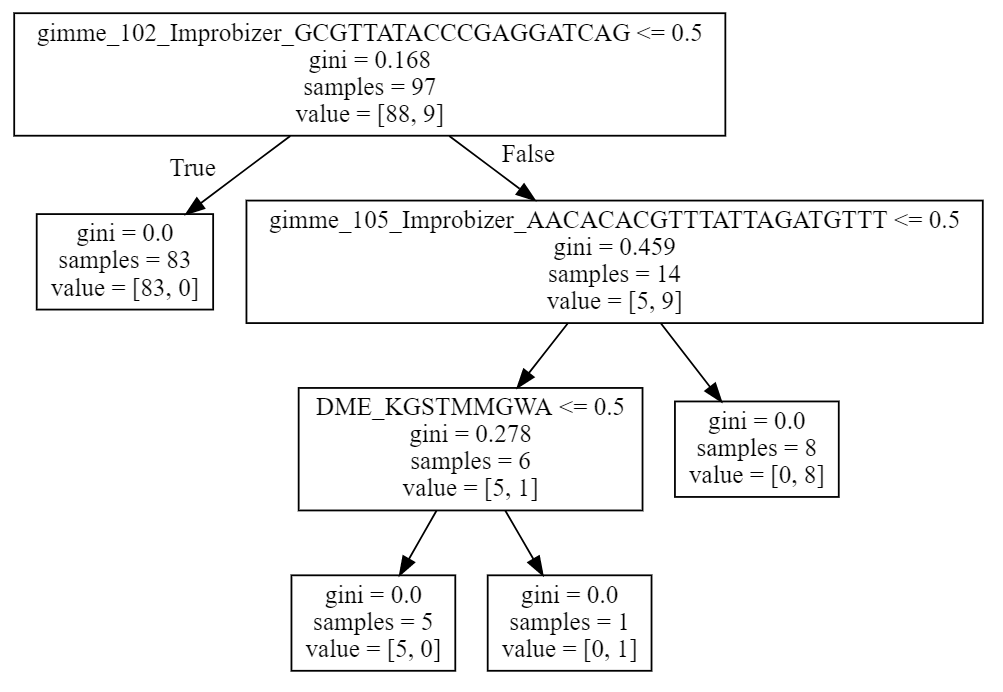 gimme_102_Improbizer_GCGTTATACCCGAGGATCAG <= 0.5
gini = 0.168
samples = 97
value = [88, 9]
True
False
gini = 0.0
samples = 83
value = [83, 0]
gimme_105_Improbizer_AACACACGTTTATTAGATGTTT <= 0.5
gini = 0.459
samples = 14
value = [5, 9]
DME_KGSTMMGWA <= 0.5
gini = 0.278
samples = 6
value = [5, 1]
gini = 0.0
samples = 8
value = [0, 8]
gini = 0.0
samples = 5
value = [5, 0]
gini = 0.0
samples = 1
value = [0, 1]